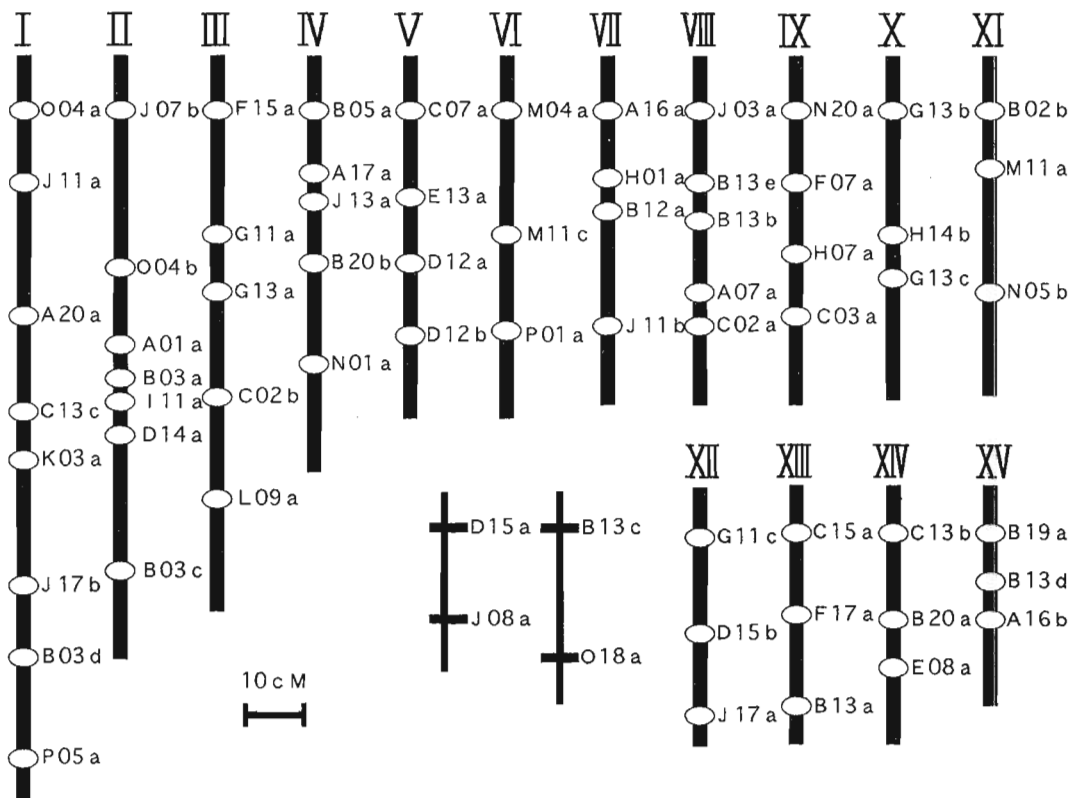 I II III IV V VI VII VIII IX X XI
O04a J07b F15a B05a C07a M04a A16a J03a N20a G13b B02b
A17a M11a
J11a H01a B13e F07a
J13a E13a B12a B13b
G11a M11c H14b
O04b B20b D12a H07a
G13a A07a G13c N05b
A20a D12b P01a J11b C02a C03a
A01a
B03a N01a
I11a C02b
C13c
D14a
K03a XII XIII XIV XV
L09a
D15a B13c G11c C15a C13b B19a
B03c
J17b B13d
J08a F17a B20a A16b
D15b
B03d O18a E08a
10cM
J17a B13a
P05a